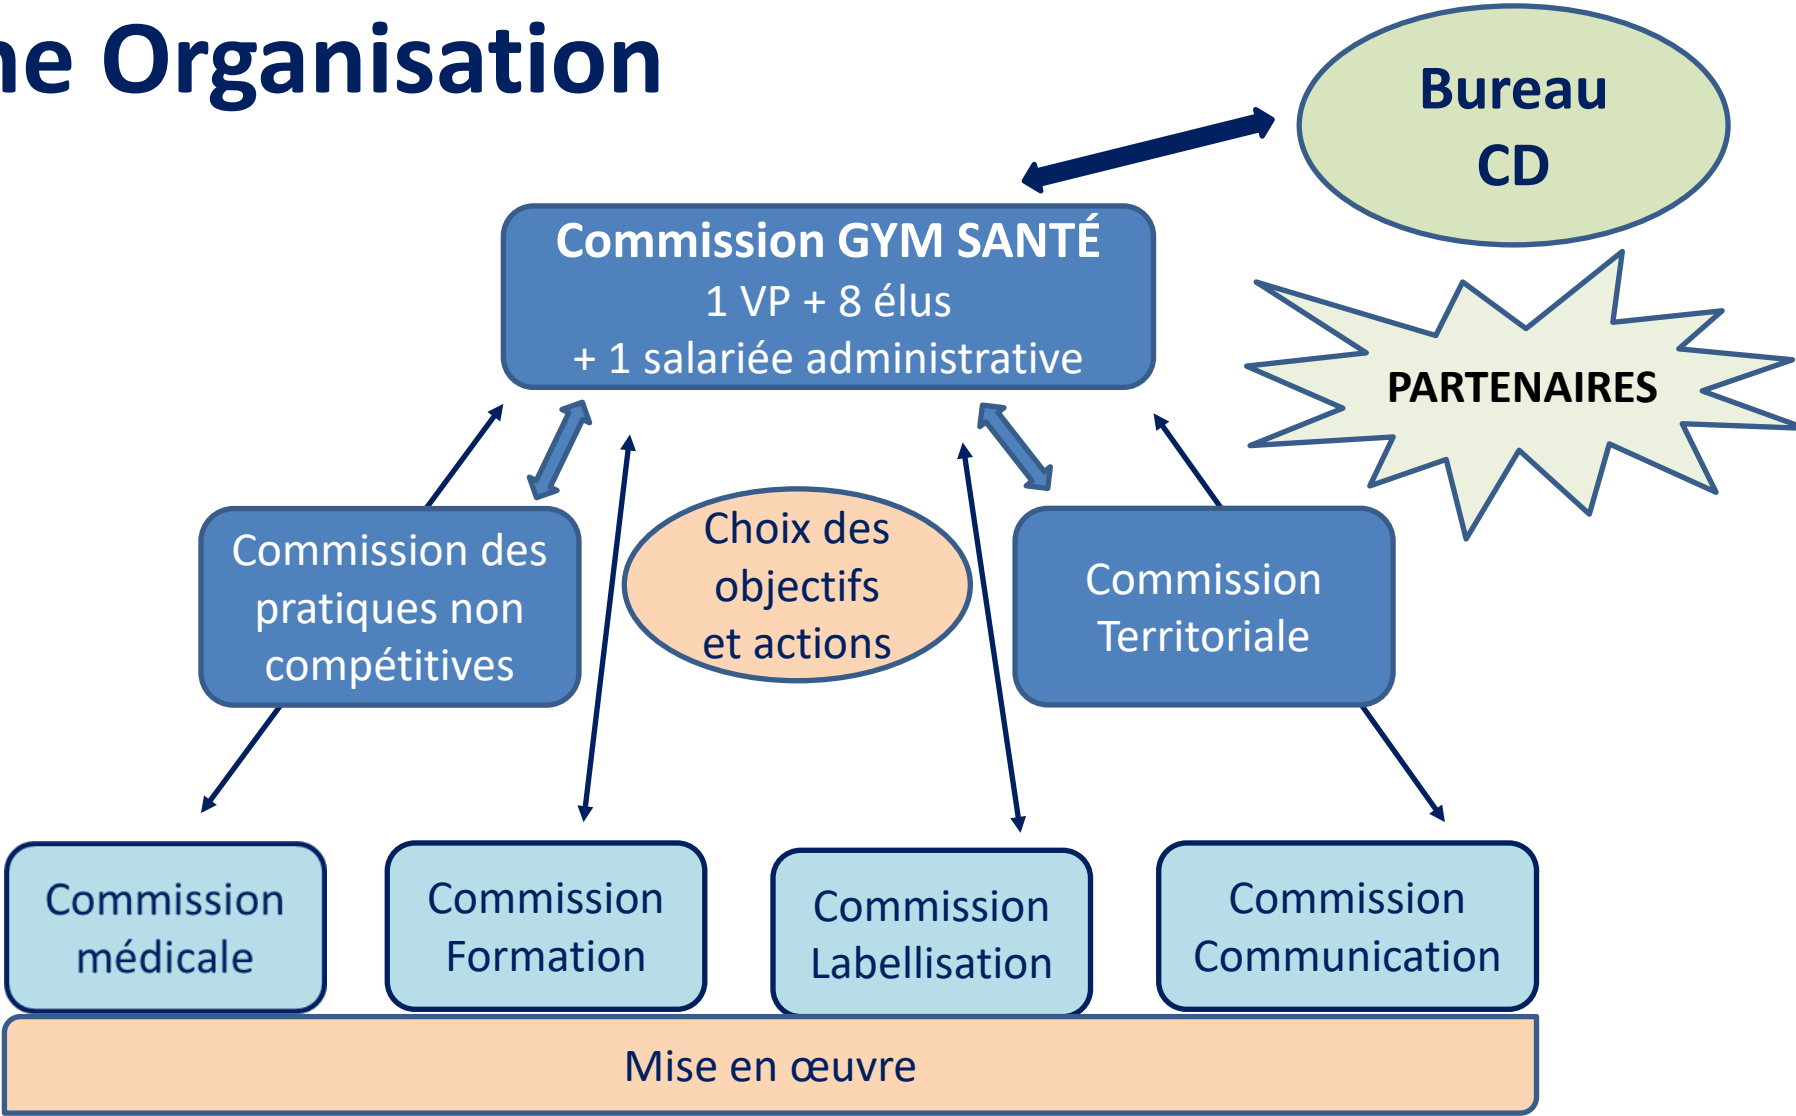 ne Organisation
Bureau
CD
Commission GYM SANTÉ
1 VP + 8 élus
+ 1 salariée administrative
PARTENAIRES
Commission des
pratiques non
compétitives
Choix des
objectifs
et actions
Commission
Territoriale
Commission
médicale
Commission
Formation
Commission
Labellisation
Commission
Communication
Mise en œuvre